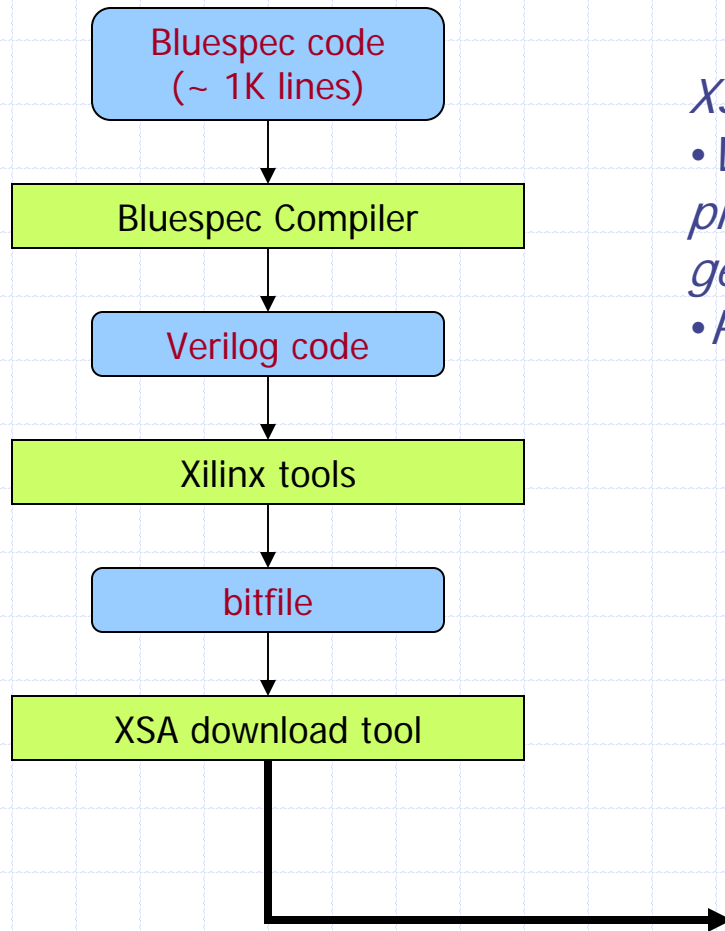 Bluespec code
(~ 1K lines)
Bluespec Compiler
Verilog code
Xilinx tools
bitfile
XSA download tool